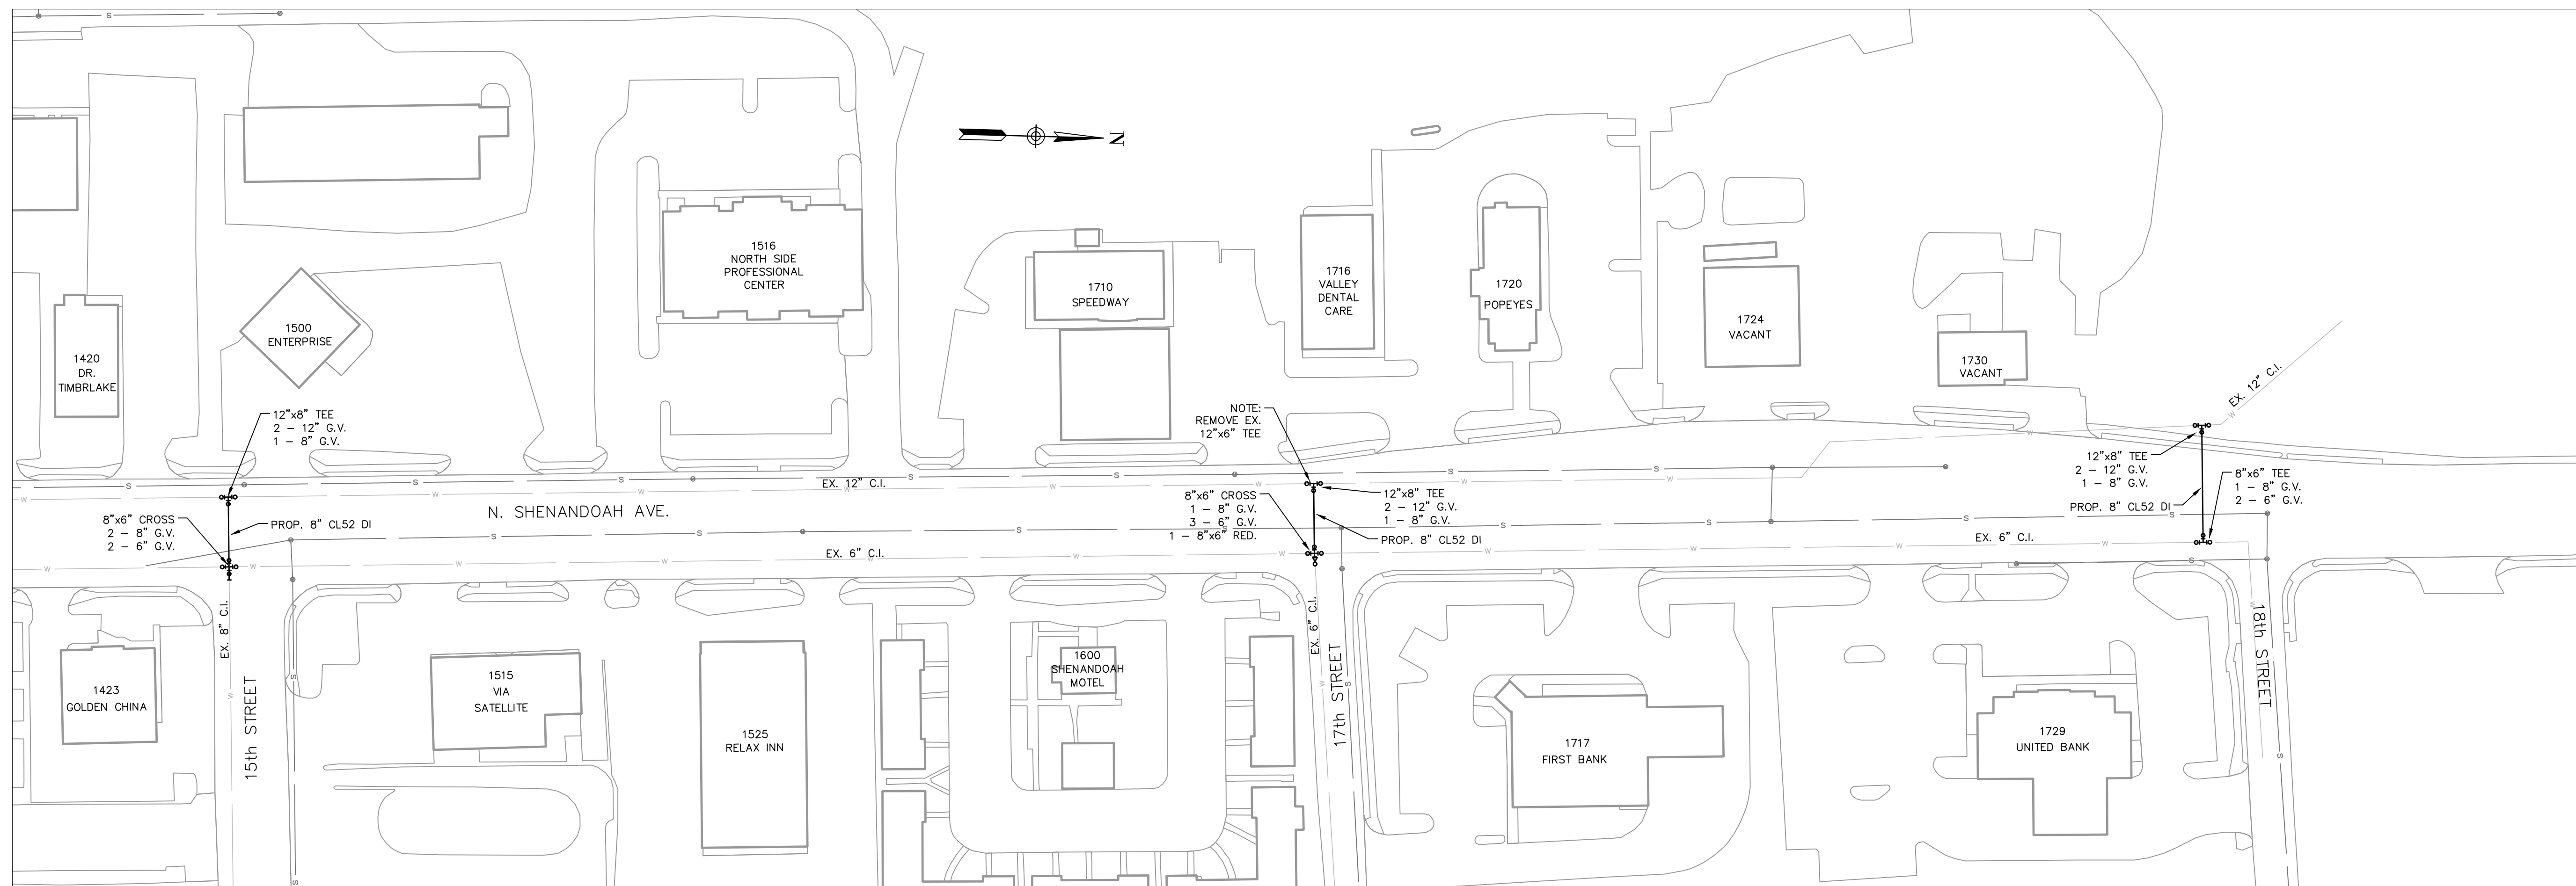 N
1516
NORTH SIDE
PROFESSIONAL
CENTER
1710
SPEEDWAY
1716
VALLEY
DENTAL
CARE
1720
POPEYES
1724
VACANT
1730
VACANT
1500
ENTERPRISE
1420
DR.
TIMBRLAKE
12"x8" TEE
2 – 12" G.V.
1 – 8" G.V.
NOTE:
REMOVE EX.
12"x6" TEE
EX. 12" C.I.
12"x8" TEE
2 – 12" G.V.
1 – 8" G.V.
PROP. 8" CL52 DI
8"x6" TEE
1 – 8" G.V.
2 – 6" G.V.
EX. 12" C.I.
8"x6" CROSS
1 – 8" G.V.
3 – 6" G.V.
1 – 8"x6" RED.
12"x8" TEE
2 – 12" G.V.
1 – 8" G.V.
PROP. 8" CL52 DI
N. SHENANDOAH AVE.
8"x6" CROSS
2 – 8" G.V.
2 – 6" G.V.
PROP. 8" CL52 DI
EX. 6" C.I.
EX. 6" C.I.
EX. 8" C.I.
15th STREET
EX. 6" C.I.
17th STREET
18th STREET
1423
GOLDEN CHINA
1515
VIA
SATELLITE
1525
RELAX INN
1600
SHENANDOAH
MOTEL
1717
FIRST BANK
1729
UNITED BANK